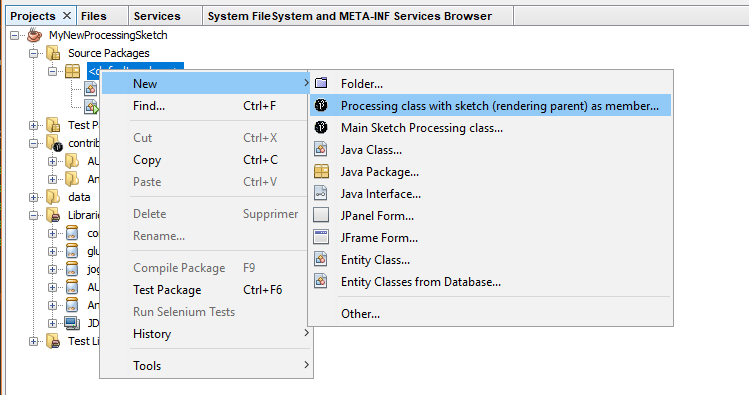 Projects × Files Services System FileSystem and META-INF Services Browser
MyNewProcessingSketch
Source Packages
New
Find... Ctrl+F
Cut Ctrl+X
Copy Ctrl+C
Paste Ctrl+V
Delete Supprimer
Rename...
Compile Package F9
Test Package Ctrl+F6
Run Selenium Tests
History
Tools
Folder...
Processing class with sketch (rendering parent) as member...
Main Sketch Processing class...
Java Class...
Java Package...
Java Interface...
JPanel Form...
JFrame Form...
Entity Class...
Entity Classes from Database...
Other...
Test P
contrib
AU
An
data
Librarie
co
glu
jog
AU
An
JD
Test Li